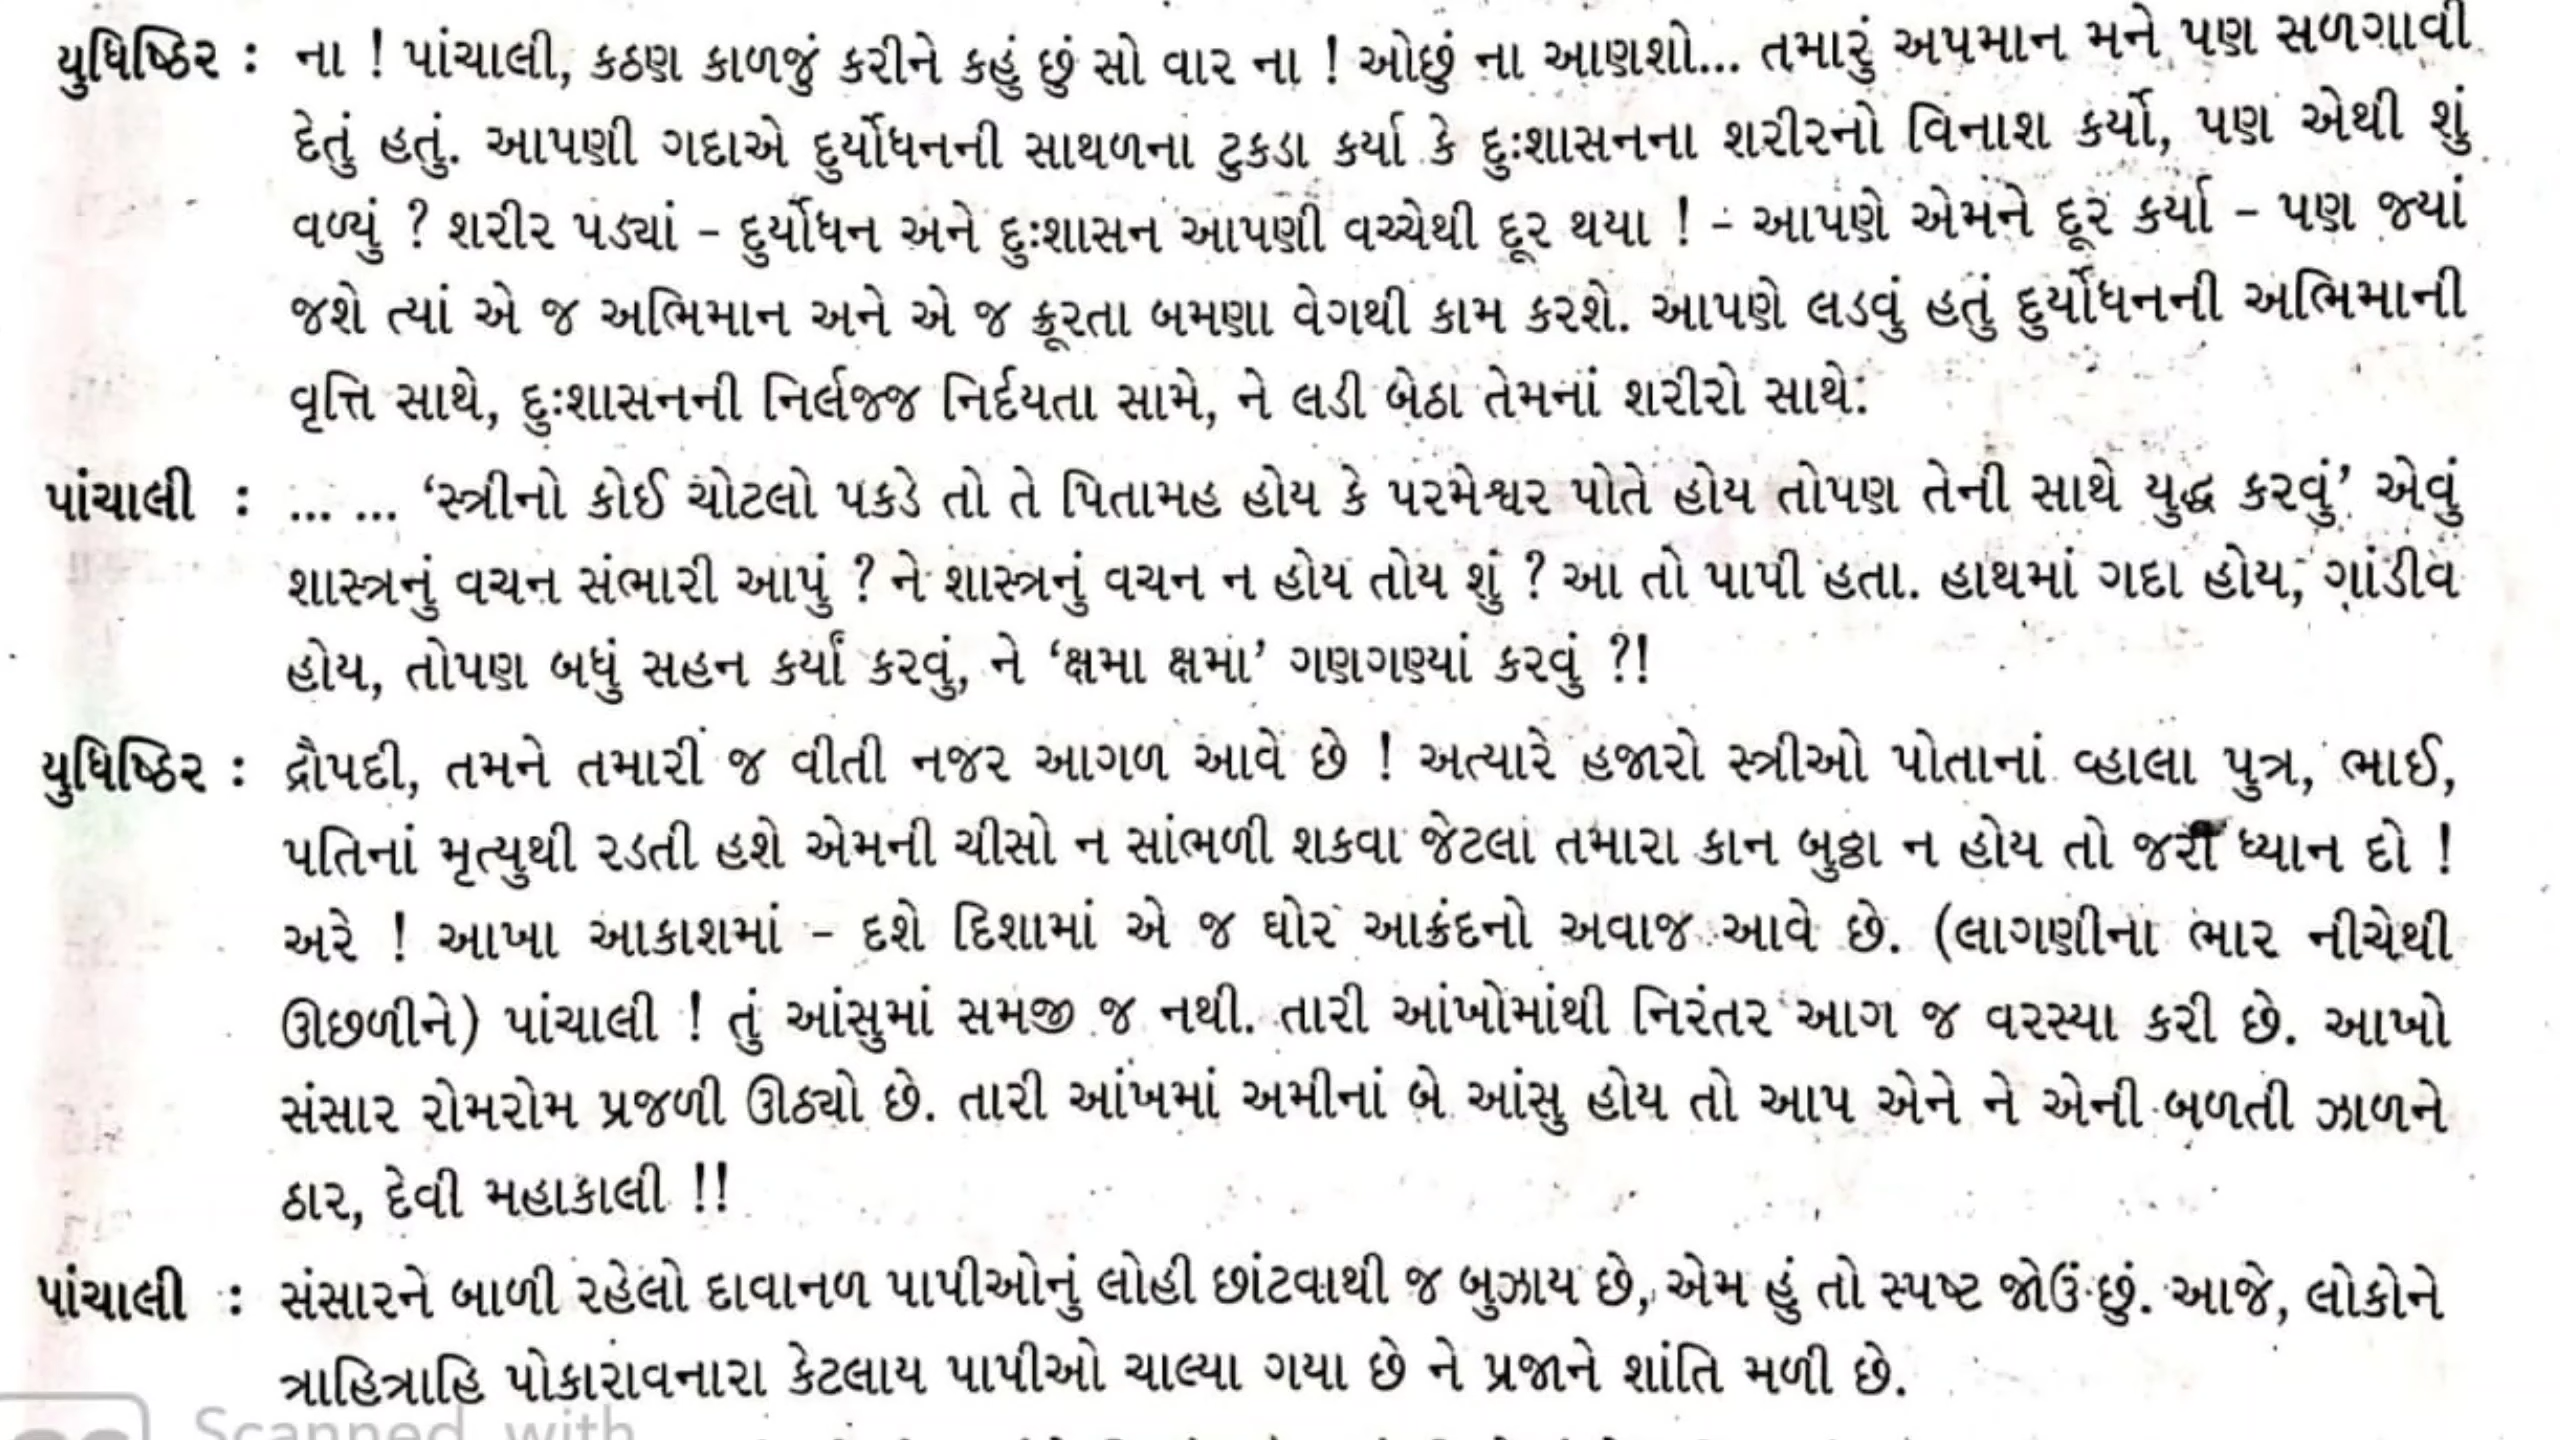 યુધિષ્ઠિર : ના ! પાંચાલી, કઠણ કાળજું કરીને કહું છું સો વાર ના ! ઓછું ના આણશો... તમારું અપમાન મને પણ સળગાવી
દેતું હતું. આપણી ગદાએ દુર્યોધનની સાથળના ટુકડા કર્યા કે દુઃશાસનના શરીરનો વિનાશ કર્યો, પણ એથી શું
વળ્યું ? શરીર પડ્યાં - દુર્યોધન અને દુઃશાસન આપણી વચ્ચેથી દૂર થયા ! - આપણે એમને દૂર કર્યા - પણ જ્યાં
જશે ત્યાં એ જ અભિમાન અને એ જ ક્રૂરતા બમણા વેગથી કામ કરશે. આપણે લડવું હતું દુર્યોધનની અભિમાની
વૃત્તિ સાથે, દુઃશાસનની નિર્લજ્જ નિર્દયતા સામે, ને લડી બેઠા તેમનાં શરીરો સાથે.
પાંચાલી : ... ... ‘સ્ત્રીનો કોઈ ચોટલો પકડે તો તે પિતામહ હોય કે પરમેશ્વર પોતે હોય તોપણ તેની સાથે યુદ્ધ કરવું’ એવું
શાસ્ત્રનું વચન સંભારી આપું ? ને શાસ્ત્રનું વચન ન હોય તોય શું ? આ તો પાપી હતા. હાથમાં ગદા હોય, ગાંડીવ
હોય, તોપણ બધું સહન કર્યાં કરવું, ને ‘ક્ષમા ક્ષમા’ ગણગણ્યાં કરવું ?!
યુધિષ્ઠિર : દ્રૌપદી, તમને તમારી જ વીતી નજર આગળ આવે છે ! અત્યારે હજારો સ્ત્રીઓ પોતાનાં વ્હાલા પુત્ર, ભાઈ,
પતિનાં મૃત્યુથી રડતી હશે એમની ચીસો ન સાંભળી શકવા જેટલા તમારા કાન બુઠ્ઠા ન હોય તો જરી ધ્યાન દો !
અરે ! આખા આકાશમાં - દશે દિશામાં એ જ ઘોર આક્રંદનો અવાજ આવે છે. (લાગણીના ભાર નીચેથી
ઊછળીને) પાંચાલી ! તું આંસુમાં સમજી જ નથી. તારી આંખોમાંથી નિરંતર આગ જ વરસ્યા કરી છે. આખો
સંસાર રોમરોમ પ્રજળી ઊઠ્યો છે. તારી આંખમાં અમીનાં બે આંસુ હોય તો આપ એને ને એની બળતી ઝાળને
ઠાર, દેવી મહાકાલી !!
પાંચાલી : સંસારને બાળી રહેલો દાવાનળ પાપીઓનું લોહી છાંટવાથી જ બુઝાય છે, એમ હું તો સ્પષ્ટ જોઉં છું. આજે, લોકોને
ત્રાહિત્રાહિ પોકારાવનારા કેટલાય પાપીઓ ચાલ્યા ગયા છે ને પ્રજાને શાંતિ મળી છે.
Scanned with